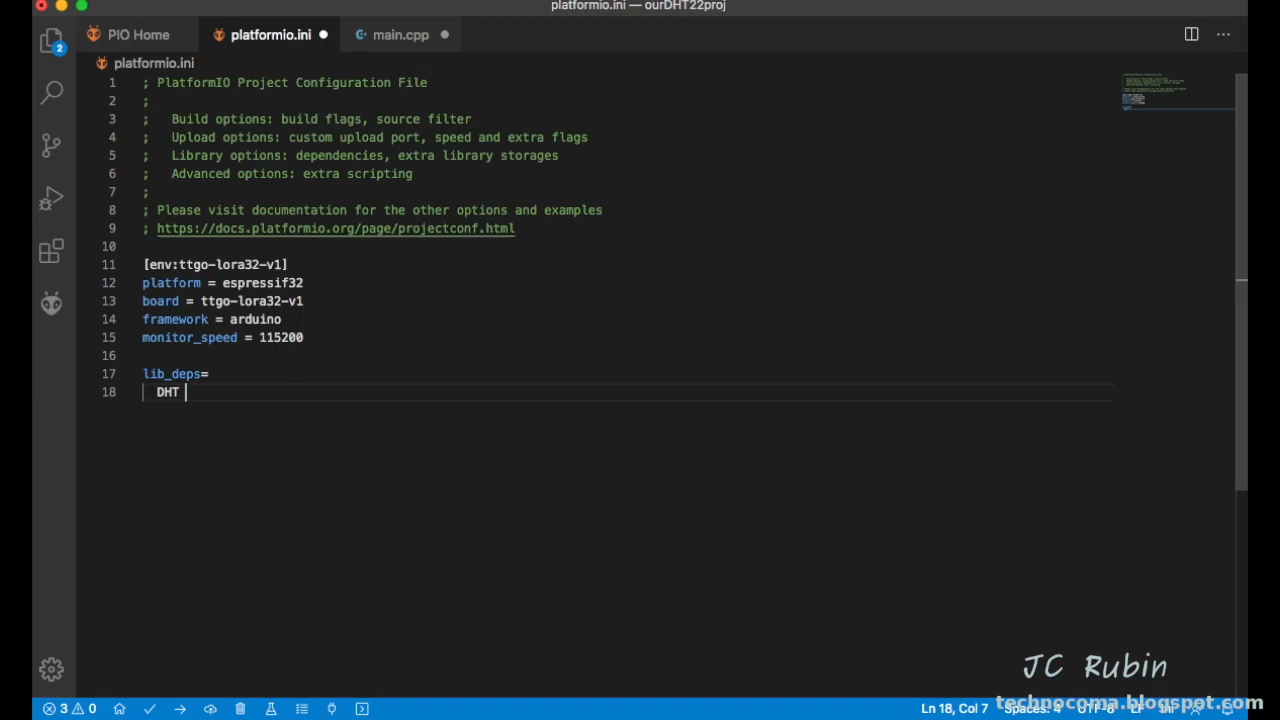 platformio.ini — ourDHT22proj
PIO Home
platformio.ini
main.cpp
2
platformio.ini
1 ; PlatformIO Project Configuration File
2 ;
3 ;   Build options: build flags, source filter
4 ;   Upload options: custom upload port, speed and extra flags
5 ;   Library options: dependencies, extra library storages
6 ;   Advanced options: extra scripting
7 ;
8 ; Please visit documentation for the other options and examples
9 ; https://docs.platformio.org/page/projectconf.html
10
11 [env:ttgo-lora32-v1]
12 platform = espressif32
13 board = ttgo-lora32-v1
14 framework = arduino
15 monitor_speed = 115200
16
17 lib_deps=
18   DHT
JC Rubin
technocoma.blogspot.com
3 0 Ln 18, Col 7 Spaces: 4 UTF-8 LF Ini